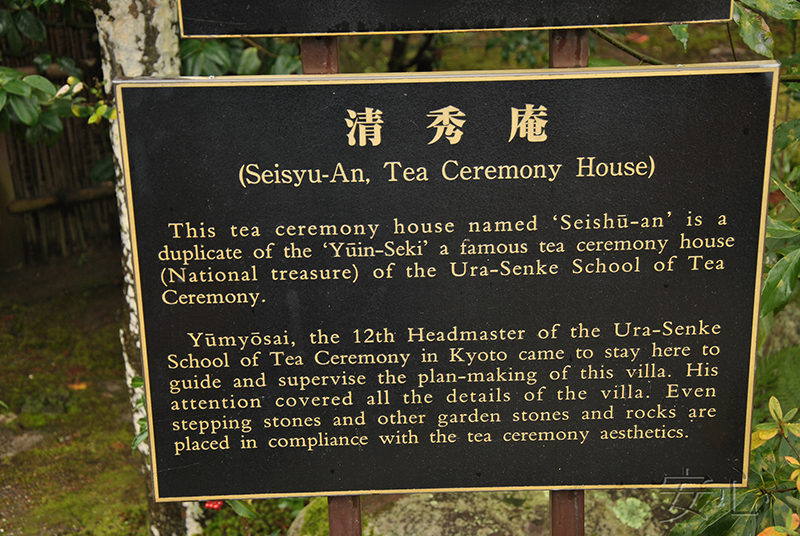 清秀庵
(Seisyu-An, Tea Ceremony House)
This tea ceremony house named ‘Seishū-an’ is a
duplicate of the ‘Yūin-Seki’ a famous tea ceremony house
(National treasure) of the Ura-Senke School of Tea
Ceremony.
Yūmyōsai, the 12th Headmaster of the Ura-Senke
School of Tea Ceremony in Kyoto came to stay here to
guide and supervise the plan-making of this villa. His
attention covered all the details of the villa. Even
stepping stones and other garden stones and rocks are
placed in compliance with the tea ceremony aesthetics.
安心